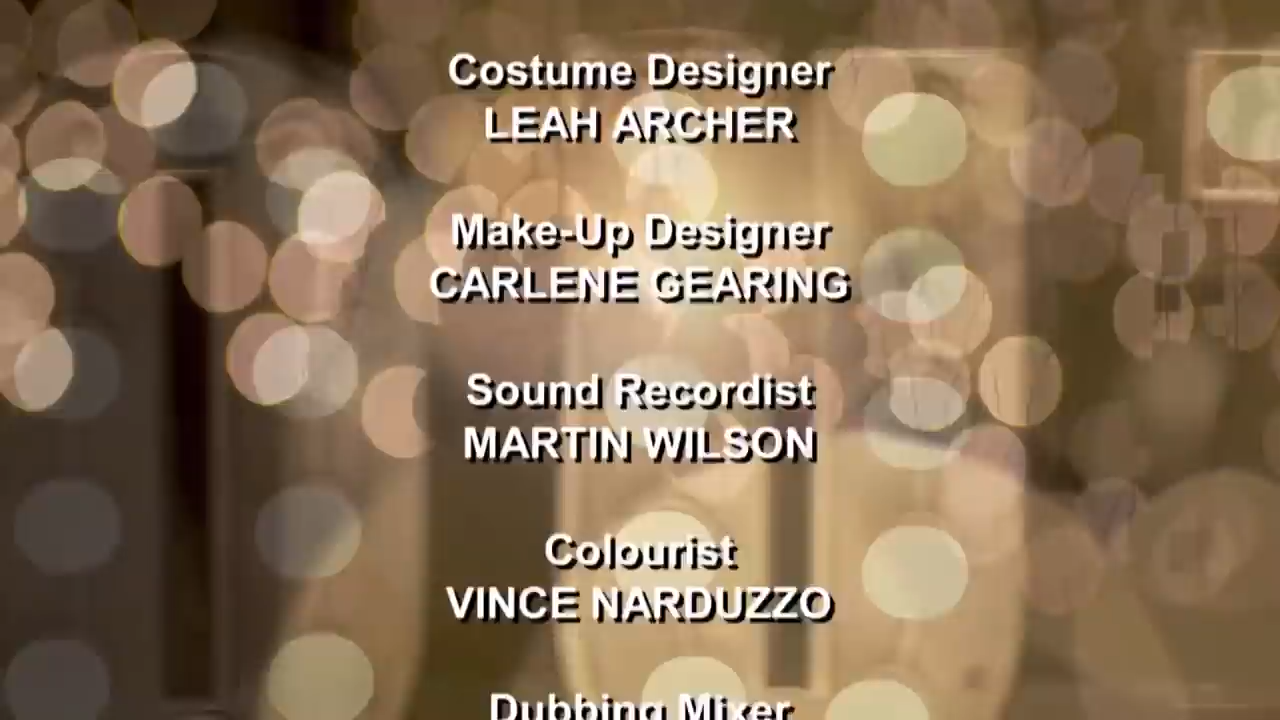 Costume Designer
LEAH ARCHER
Make-Up Designer
CARLENE GEARING
Sound Recordist
MARTIN WILSON
Colourist
VINCE NARDUZZO
Dubbing Mixer